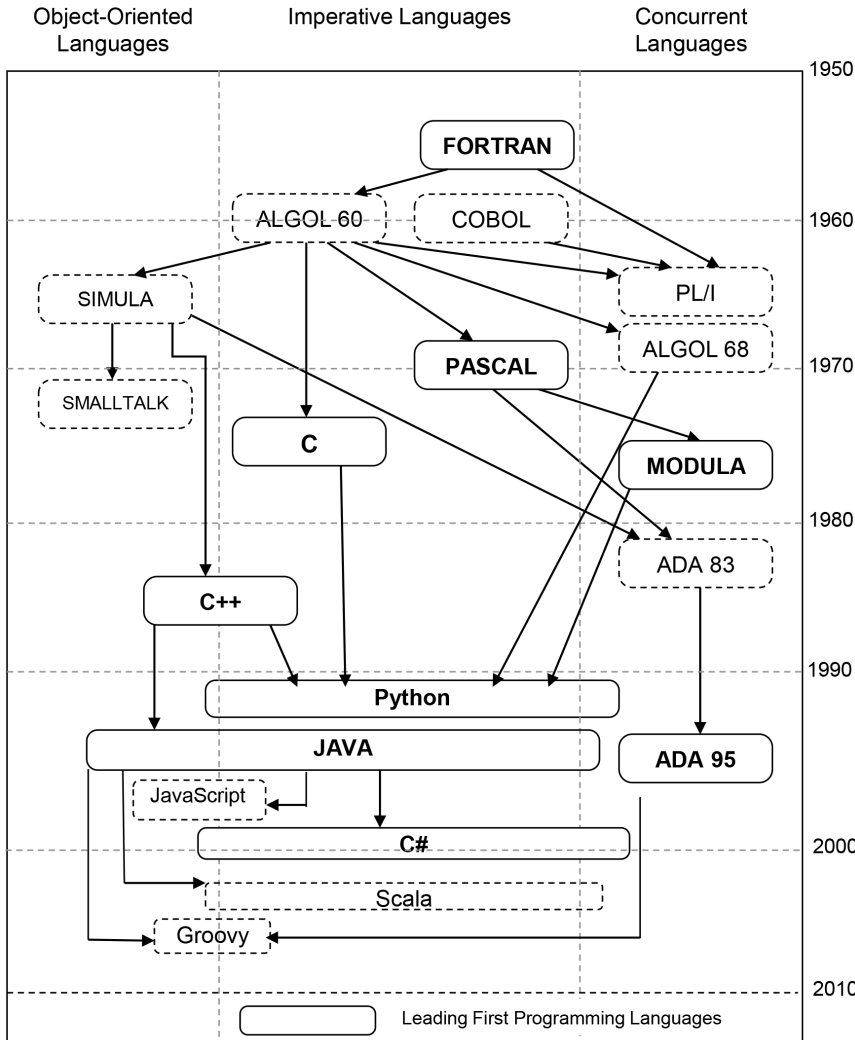 Object-Oriented
Languages
Imperative Languages
Concurrent
Languages
1950
FORTRAN
ALGOL 60
COBOL
1960
SIMULA
PL/I
ALGOL 68
PASCAL
1970
SMALLTALK
C
MODULA
1980
ADA 83
C++
1990
Python
JAVA
ADA 95
JavaScript
C#
2000
Scala
Groovy
2010
Leading First Programming Languages